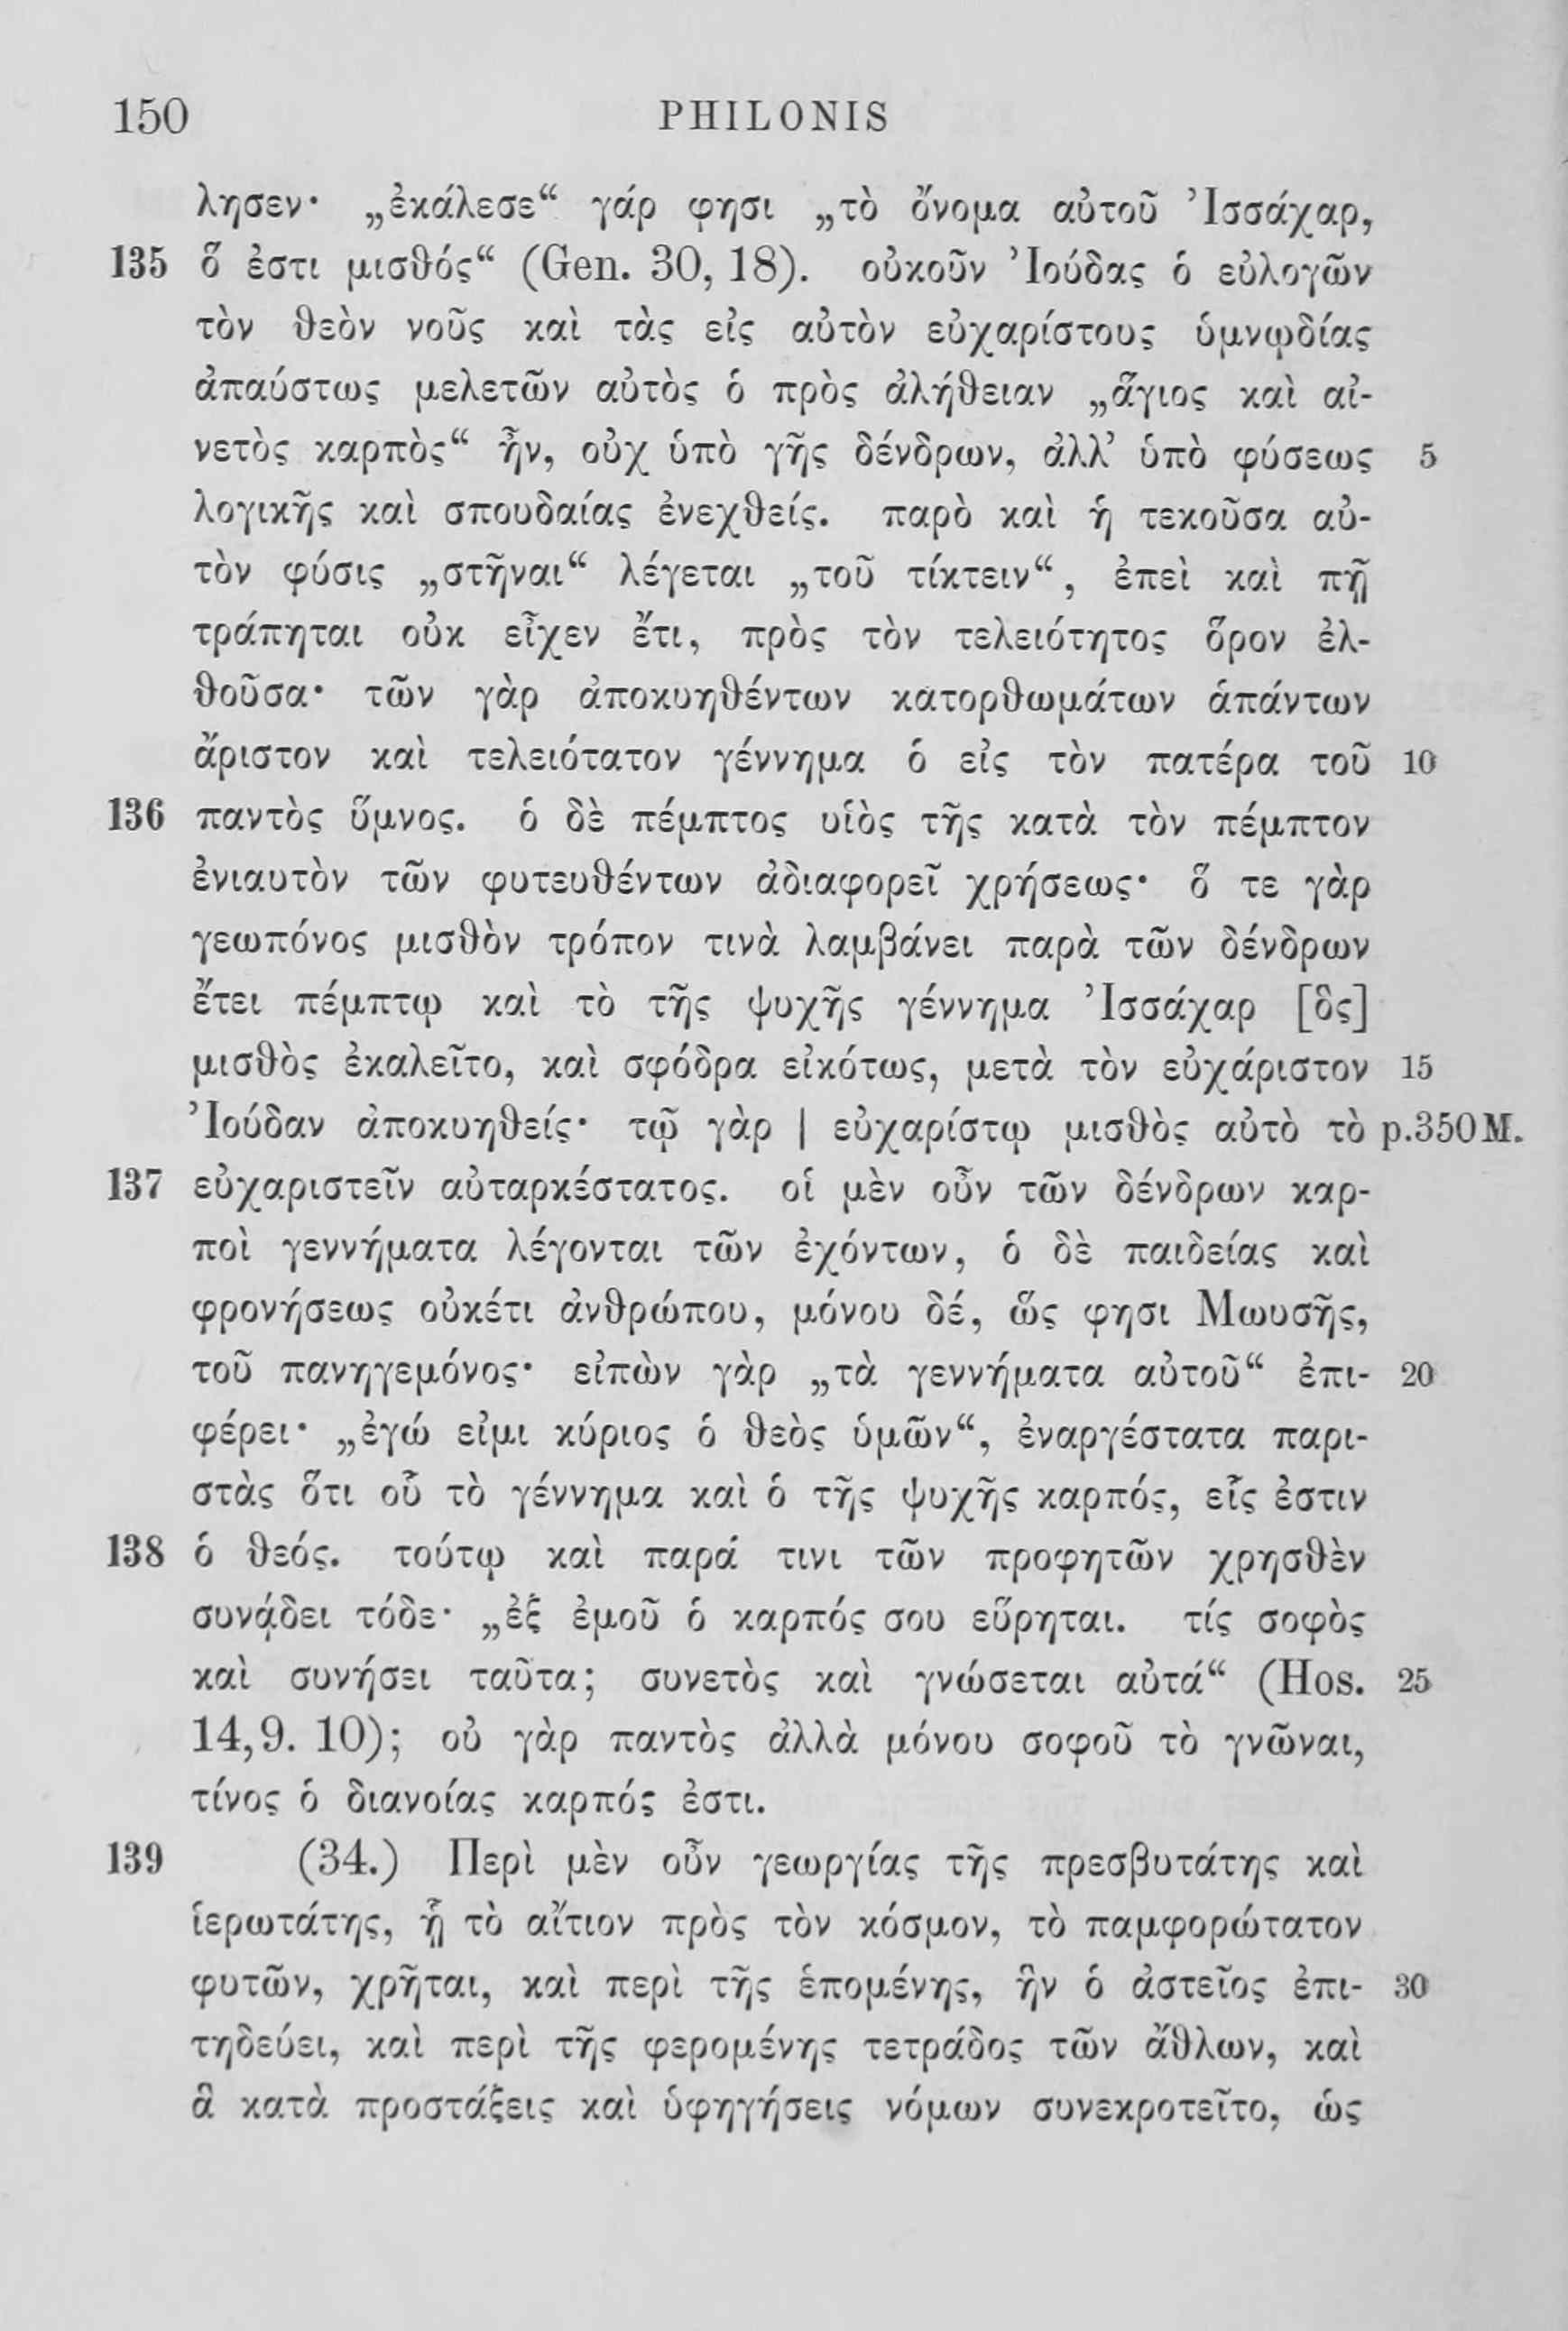 150 PHILONIS
λησεν· „ἐκάλεσε“ γάρ φησι „τὸ ὄνομα αὐτοῦ Ἰσσάχαρ,
135 ὅ ἐστι μισθός“ (Gen. 30, 18). οὐκοῦν Ἰούδας ὁ εὐλογῶν
τὸν θεὸν νοῦς καὶ τὰς εἰς αὐτὸν εὐχαρίστους ὑμνῳδίας
ἀπαύστως μελετῶν αὐτὸς ὁ πρὸς ἀλήθειαν „ἅγιος καὶ αἰ-
νετὸς καρπὸς“ ἦν, οὐχ ὑπὸ γῆς δένδρων, ἀλλ’ ὑπὸ φύσεως 5
λογικῆς καὶ σπουδαίας ἐνεχθείς. παρὸ καὶ ἡ τεκοῦσα αὐ-
τὸν φύσις „στῆναι“ λέγεται „τοῦ τίκτειν“, ἐπεὶ καὶ πῇ
τράπηται οὐκ εἶχεν ἔτι, πρὸς τὸν τελειότητος ὅρον ἐλ-
θοῦσα· τῶν γὰρ ἀποκυηθέντων κατορθωμάτων ἁπάντων
ἄριστον καὶ τελειότατον γέννημα ὁ εἰς τὸν πατέρα τοῦ 10
136 παντὸς ὕμνος. ὁ δὲ πέμπτος υἱὸς τῆς κατὰ τὸν πέμπτον
ἐνιαυτὸν τῶν φυτευθέντων ἀδιαφορεῖ χρήσεως· ὅ τε γὰρ
γεωπόνος μισθὸν τρόπον τινὰ λαμβάνει παρὰ τῶν δένδρων
ἔτει πέμπτῳ καὶ τὸ τῆς ψυχῆς γέννημα Ἰσσάχαρ [ὃς]
μισθὸς ἐκαλεῖτο, καὶ σφόδρα εἰκότως, μετὰ τὸν εὐχάριστον 15
Ἰούδαν ἀποκυηθείς· τῷ γὰρ | εὐχαρίστῳ μισθὸς αὐτὸ τὸ p.350M.
137 εὐχαριστεῖν αὐταρκέστατος. οἱ μὲν οὖν τῶν δένδρων καρ-
ποὶ γεννήματα λέγονται τῶν ἐχόντων, ὁ δὲ παιδείας καὶ
φρονήσεως οὐκέτι ἀνθρώπου, μόνου δέ, ὥς φησι Μωυσῆς,
τοῦ πανηγεμόνος· εἰπὼν γὰρ „τὰ γεννήματα αὐτοῦ“ ἐπι- 20
φέρει· „ἐγώ εἰμι κύριος ὁ θεὸς ὑμῶν“, ἐναργέστατα παρι-
στὰς ὅτι οὗ τὸ γέννημα καὶ ὁ τῆς ψυχῆς καρπός, εἷς ἐστιν
138 ὁ θεός. τούτῳ καὶ παρά τινι τῶν προφητῶν χρησθὲν
συνᾴδει τόδε· „ἐξ ἐμοῦ ὁ καρπός σου εὕρηται. τίς σοφὸς
καὶ συνήσει ταῦτα; συνετὸς καὶ γνώσεται αὐτά“ (Hos. 25
14,9. 10); οὐ γὰρ παντὸς ἀλλὰ μόνου σοφοῦ τὸ γνῶναι,
τίνος ὁ διανοίας καρπός ἐστι.
139 (34.) Περὶ μὲν οὖν γεωργίας τῆς πρεσβυτάτης καὶ
ἱερωτάτης, ᾗ τὸ αἴτιον πρὸς τὸν κόσμον, τὸ παμφορώτατον
φυτῶν, χρῆται, καὶ περὶ τῆς ἑπομένης, ἣν ὁ ἀστεῖος ἐπι- 30
τηδεύει, καὶ περὶ τῆς φερομένης τετράδος τῶν ἄθλων, καὶ
ἃ κατὰ προστάξεις καὶ ὑφηγήσεις νόμων συνεκροτεῖτο, ὡς